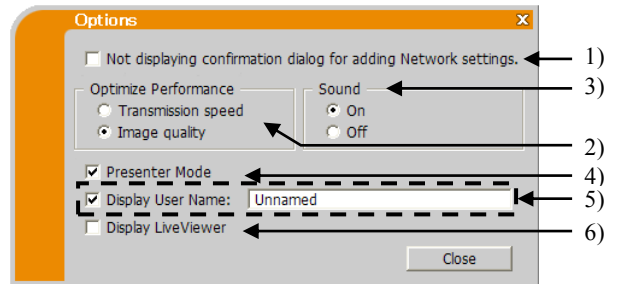 Options
Not displaying confirmation dialog for adding Network settings. 1)
Optimize Performance Sound 3)
Transmission speed On
Image quality Off
2)
Presenter Mode 4)
Display User Name: Unnamed 5)
Display LiveViewer 6)
Close